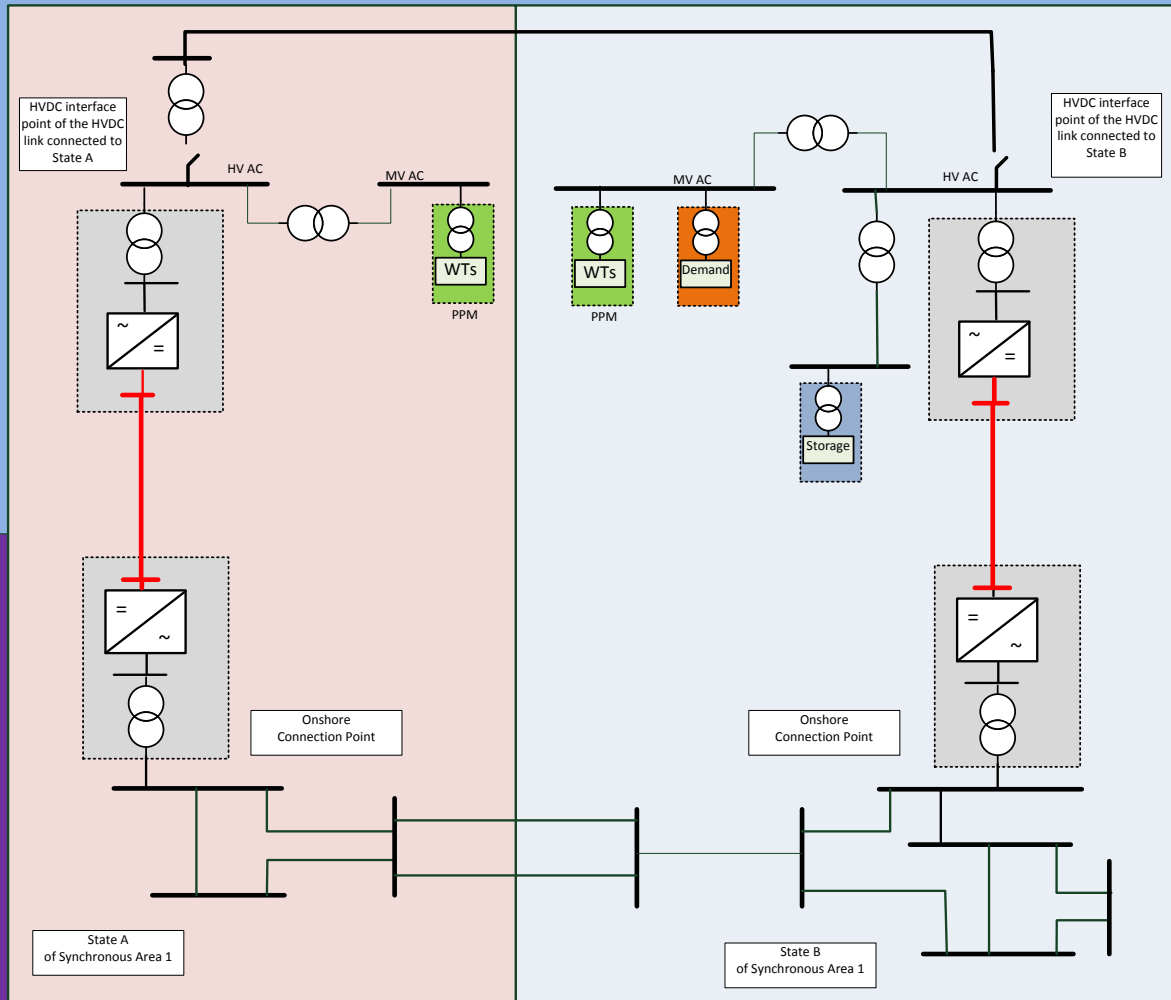 HVDC interface
point of the HVDC
link connected to
State A
HV AC
MV AC
WTs
PPM
MV AC
WTs
PPM
Demand
HV AC
HVDC interface
point of the HVDC
link connected to
State B
Storage
~
=
~
=
=
~
=
~
Onshore
Connection Point
Onshore
Connection Point
State A
of Synchronous Area 1
State B
of Synchronous Area 1